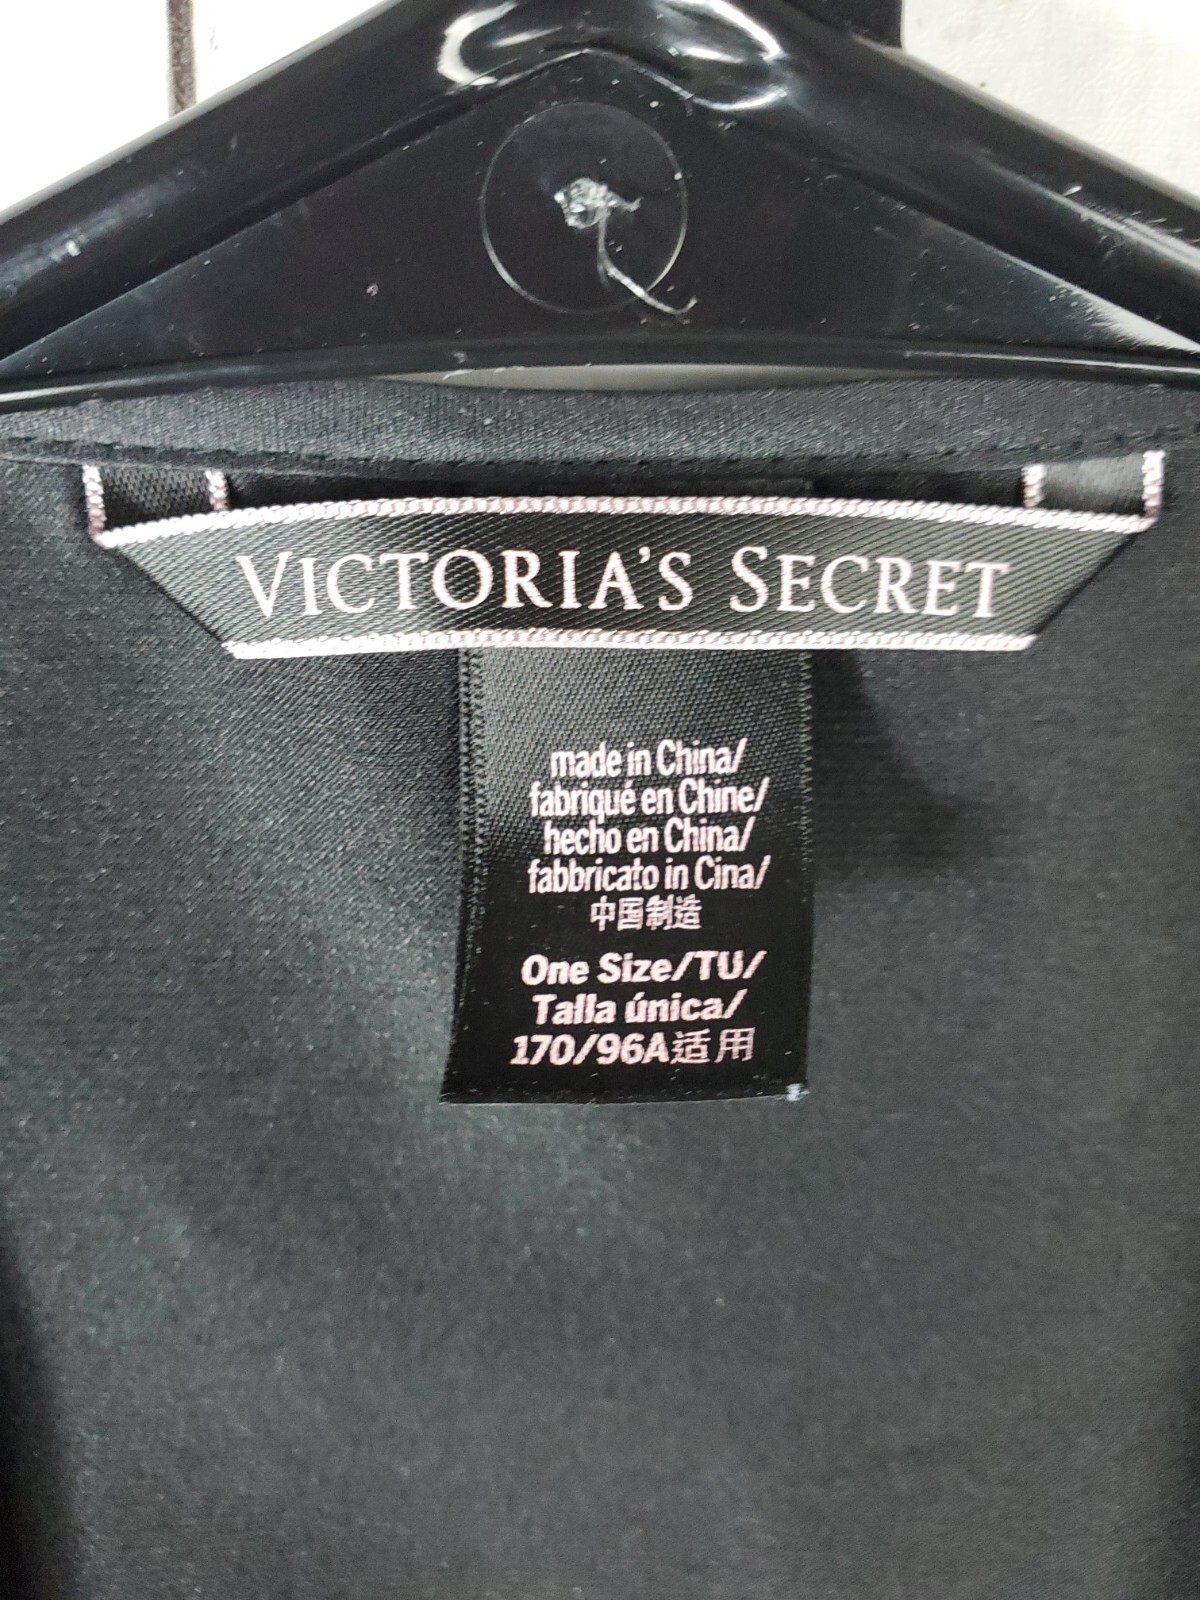 VICTORIA'S SECRET
made in China/
fabriqué en Chine/
hecho en China/
fabbricato in Cina/
中国制造
One Size/TU/
Talla única/
170/96A适用